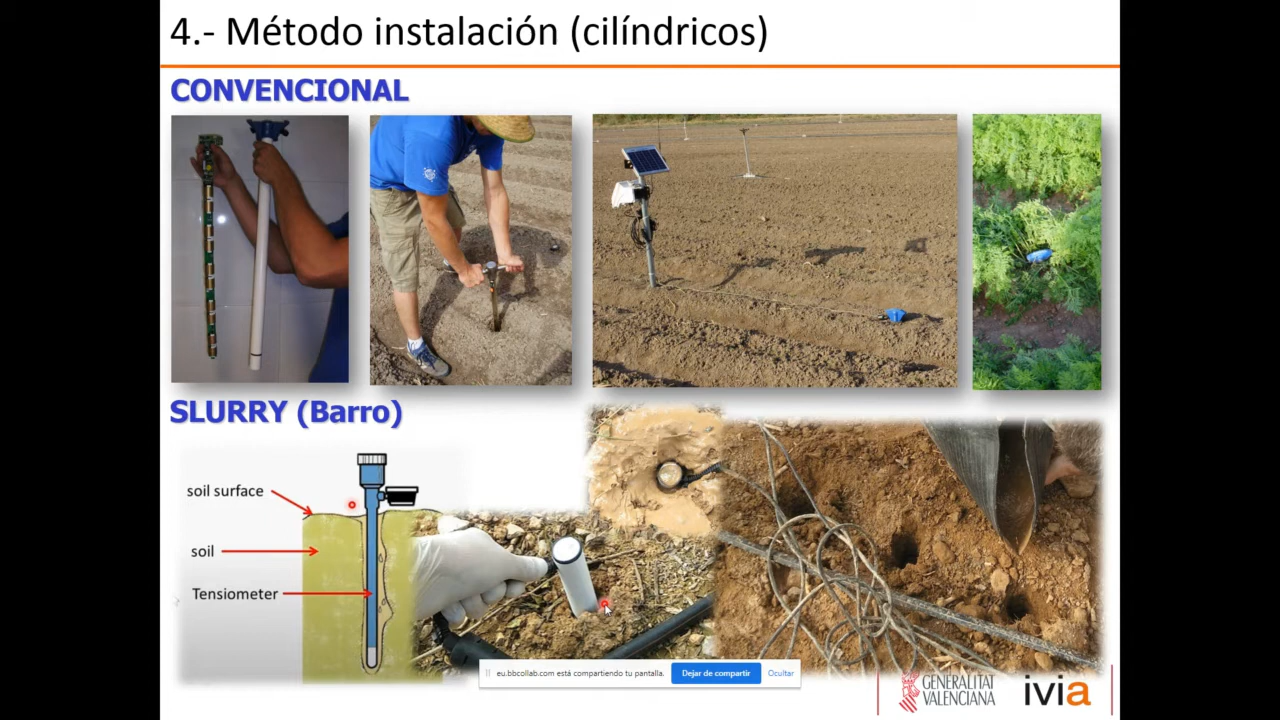 4.- Método instalación (cilíndricos)
CONVENCIONAL
SLURRY (Barro)
soil surface
soil
Tensiometer
eu.bbcollab.com está compartiendo tu pantalla.
Dejar de compartir
Ocultar
GENERALITAT
VALENCIANA
ivia